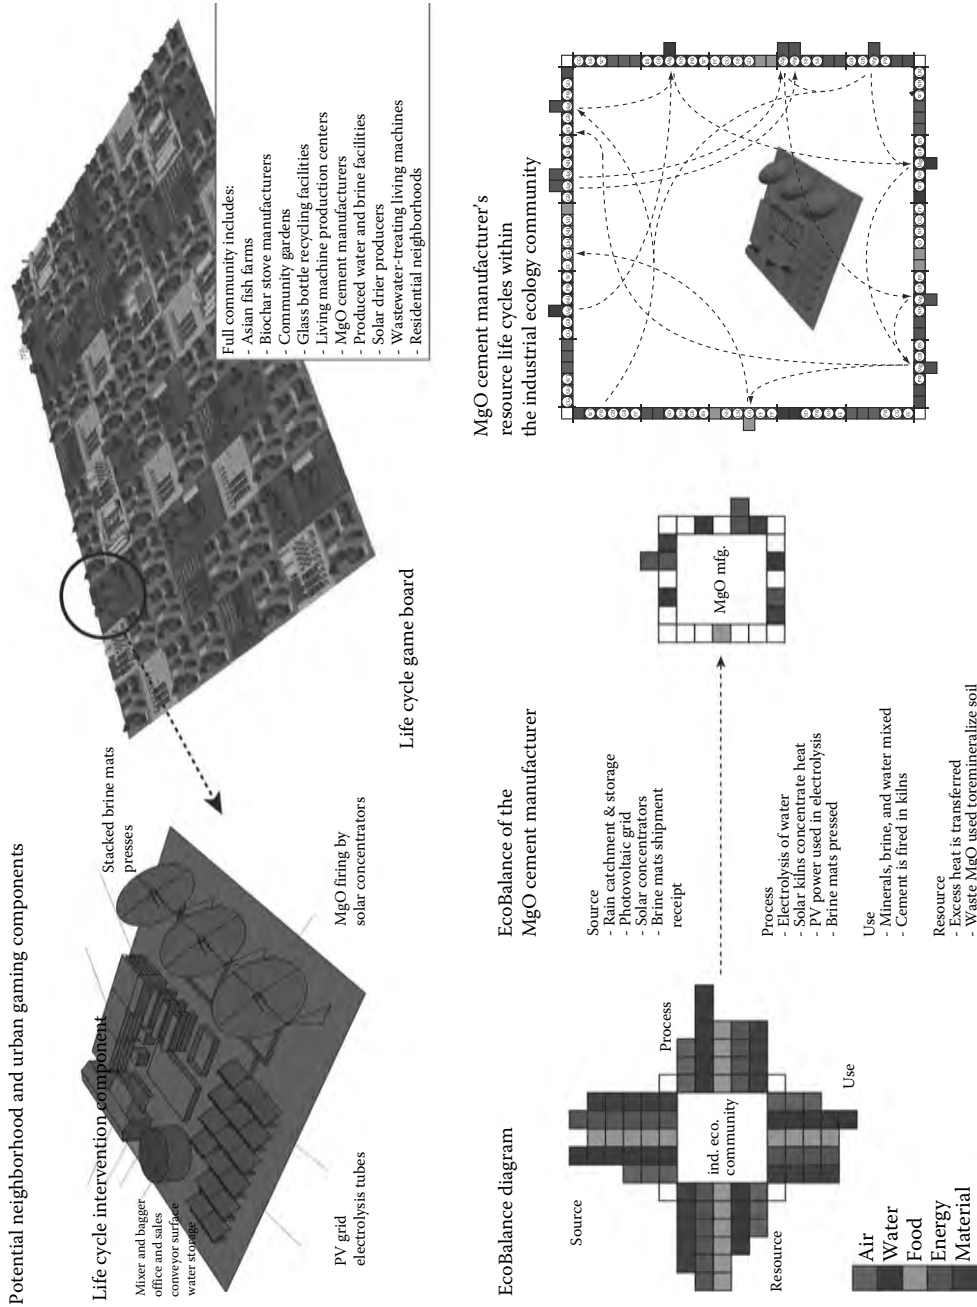 Potential neighborhood and urban gaming components
Life cycle intervention component
Mixer and bagger
office and sales
conveyor surface
water storage
Stacked brine mats
presses
PV grid
electrolysis tubes
MgO firing by
solar concentrators
Life cycle game board
Full community includes:
- Asian fish farms
- Biochar stove manufacturers
- Community gardens
- Glass bottle recycling facilities
- Living machine production centers
- MgO cement manufacturers
- Produced water and brine facilities
- Solar drier producers
- Wastewater-treating living machines
- Residential neighborhoods
EcoBalance diagram
Source
Process
ind. eco.
community
Resource
Use
Air
Water
Food
Energy
Material
EcoBalance of the
MgO cement manufacturer
Source
- Rain catchment & storage
- Photovoltaic grid
- Solar concentrators
- Brine mats shipment
receipt
Process
- Electrolysis of water
- Solar kilns concentrate heat
- PV power used in electrolysis
- Brine mats pressed
Use
- Minerals, brine, and water mixed
- Cement is fired in kilns
Resource
- Excess heat is transferred
- Waste MgO used toremineralize soil
MgO mfg.
MgO cement manufacturer's
resource life cycles within
the industrial ecology community